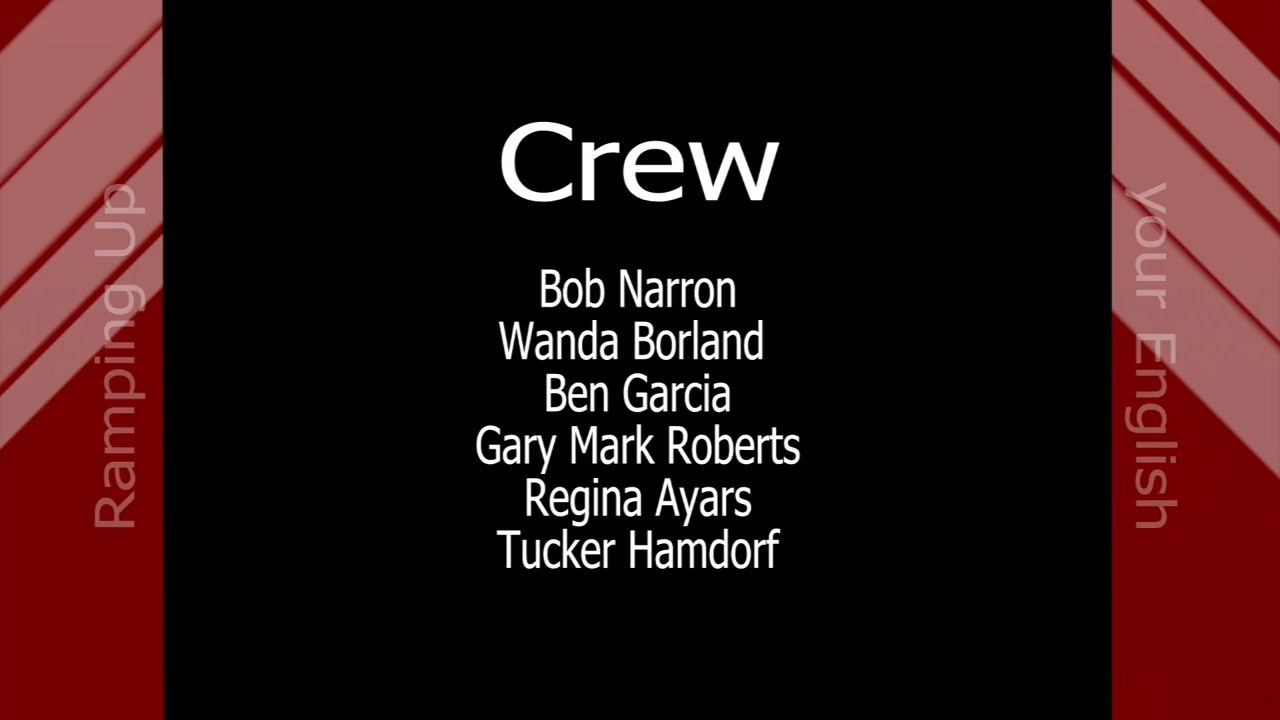 Crew
Bob Narron
Wanda Borland
Ben Garcia
Gary Mark Roberts
Regina Ayars
Tucker Hamdorf
Ramping Up
your English